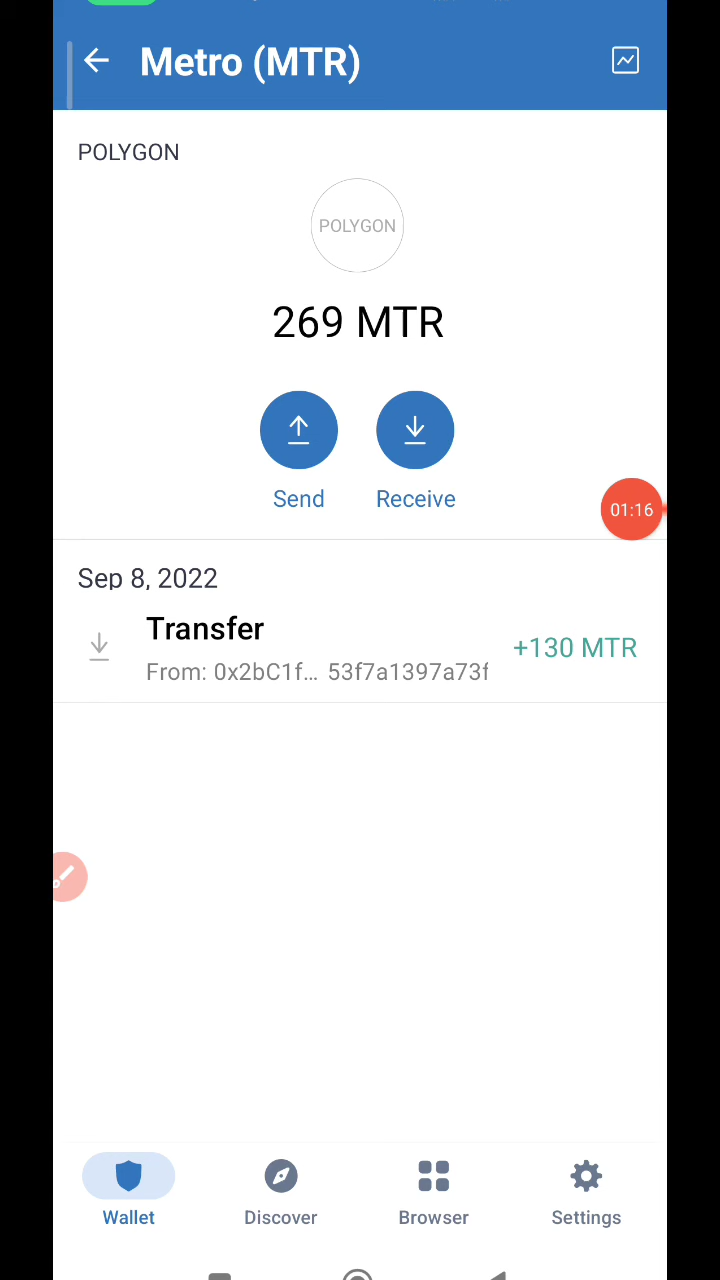 Metro (MTR)
POLYGON
POLYGON
269 MTR
Send
Receive
01:16
Sep 8, 2022
Transfer
+130 MTR
From: 0x2bC1f... 53f7a1397a73f
Wallet
Discover
Browser
Settings